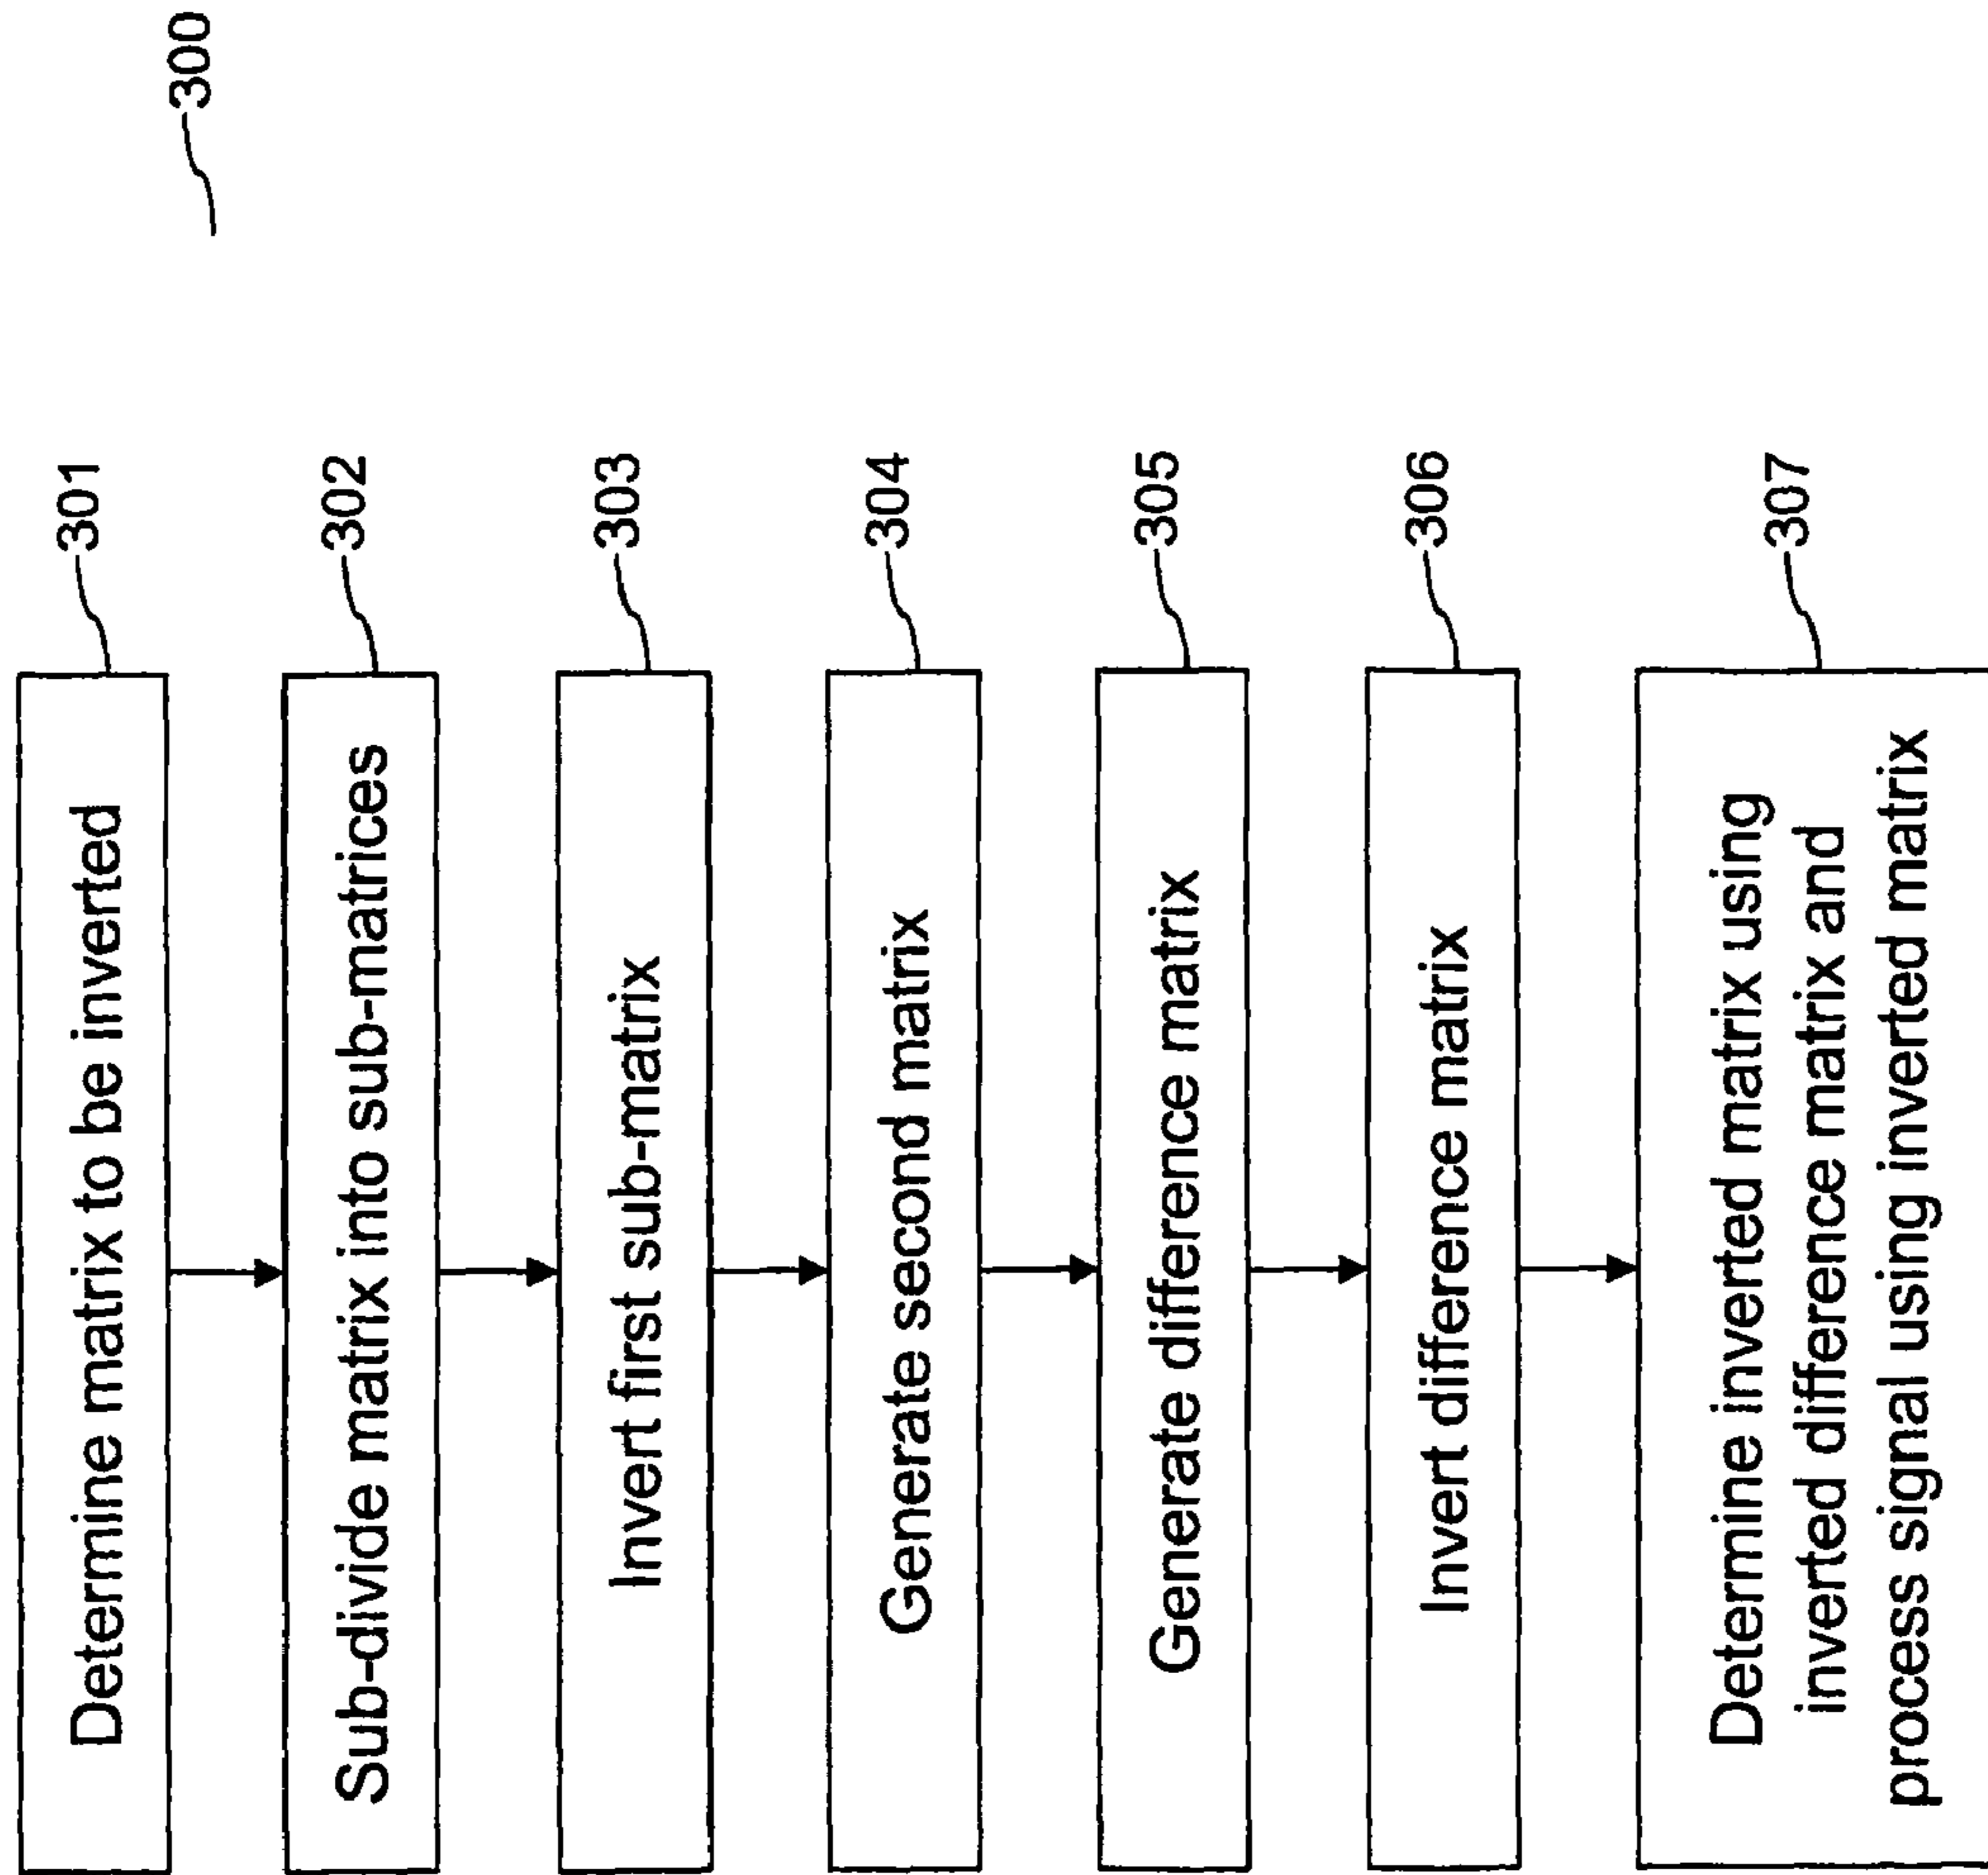 300
301
Determine matrix to be inverted
302
Sub-divide matrix into sub-matrices
303
Invert first sub-matrix
304
Generate second matrix
305
Generate difference matrix
306
Invert difference matrix
307
Determine inverted matrix using
inverted difference matrix and
process signal using inverted matrix